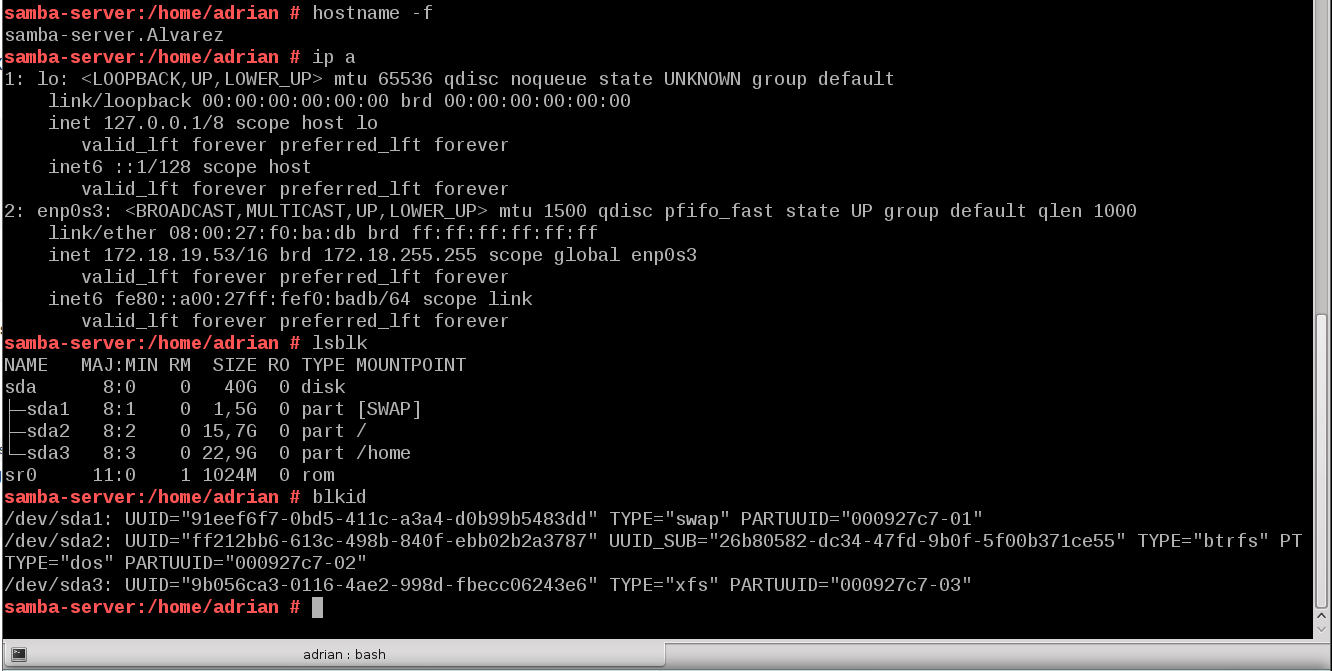 samba-server:/home/adrian # hostname -f
samba-server.Alvarez
samba-server:/home/adrian # ip a
1: lo: <LOOPBACK,UP,LOWER_UP> mtu 65536 qdisc noqueue state UNKNOWN group default
    link/loopback 00:00:00:00:00:00 brd 00:00:00:00:00:00
    inet 127.0.0.1/8 scope host lo
       valid_lft forever preferred_lft forever
    inet6 ::1/128 scope host
       valid_lft forever preferred_lft forever
2: enp0s3: <BROADCAST,MULTICAST,UP,LOWER_UP> mtu 1500 qdisc pfifo_fast state UP group default qlen 1000
    link/ether 08:00:27:f0:ba:db brd ff:ff:ff:ff:ff:ff
    inet 172.18.19.53/16 brd 172.18.255.255 scope global enp0s3
       valid_lft forever preferred_lft forever
    inet6 fe80::a00:27ff:fef0:badb/64 scope link
       valid_lft forever preferred_lft forever
samba-server:/home/adrian # lsblk
NAME   MAJ:MIN RM  SIZE RO TYPE MOUNTPOINT
sda      8:0    0   40G  0 disk
├─sda1   8:1    0  1,5G  0 part [SWAP]
├─sda2   8:2    0 15,7G  0 part /
└─sda3   8:3    0 22,9G  0 part /home
sr0     11:0    1 1024M  0 rom
samba-server:/home/adrian # blkid
/dev/sda1: UUID="91eef6f7-0bd5-411c-a3a4-d0b99b5483dd" TYPE="swap" PARTUUID="000927c7-01"
/dev/sda2: UUID="ff212bb6-613c-498b-840f-ebb02b2a3787" UUID_SUB="26b80582-dc34-47fd-9b0f-5f00b371ce55" TYPE="btrfs" PT
TYPE="dos" PARTUUID="000927c7-02"
/dev/sda3: UUID="9b056ca3-0116-4ae2-998d-fbecc06243e6" TYPE="xfs" PARTUUID="000927c7-03"
samba-server:/home/adrian #
adrian : bash